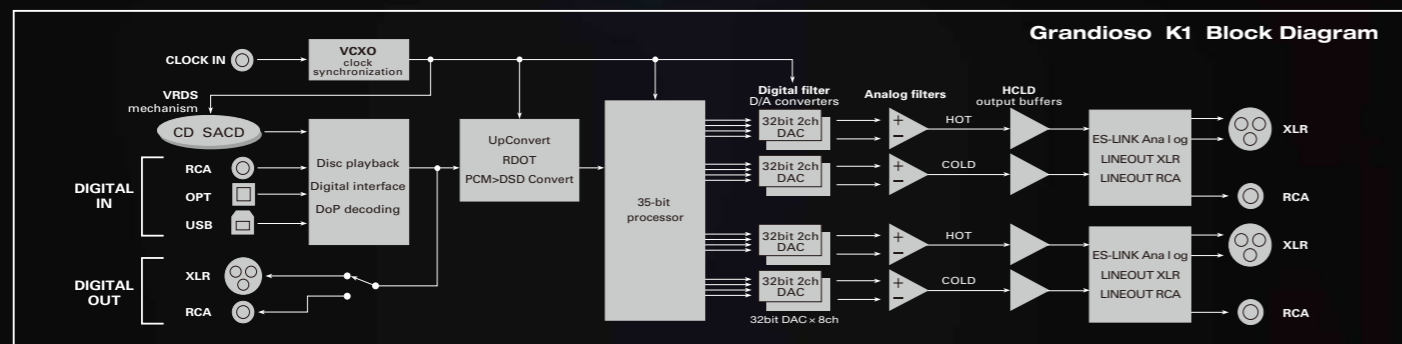 Grandioso K1 Block Diagram
CLOCK IN
VCXO
clock
synchronization
VRDS
mechanism
CD SACD
DIGITAL
IN
RCA
OPT
USB
Disc playback
Digital interface
DoP decoding
DIGITAL
OUT
XLR
RCA
UpConvert
RDOT
PCM>DSD Convert
35-bit
processor
Digital filter
D/A converters
32bit 2ch
DAC
32bit 2ch
DAC
32bit 2ch
DAC
32bit 2ch
DAC
32bit DAC × 8ch
Analog filters
+
−
+
−
+
−
+
−
HOT
COLD
HOT
COLD
HCLD
output buffers
ES-LINK Analog
LINEOUT XLR
LINEOUT RCA
XLR
RCA
ES-LINK Analog
LINEOUT XLR
LINEOUT RCA
XLR
RCA